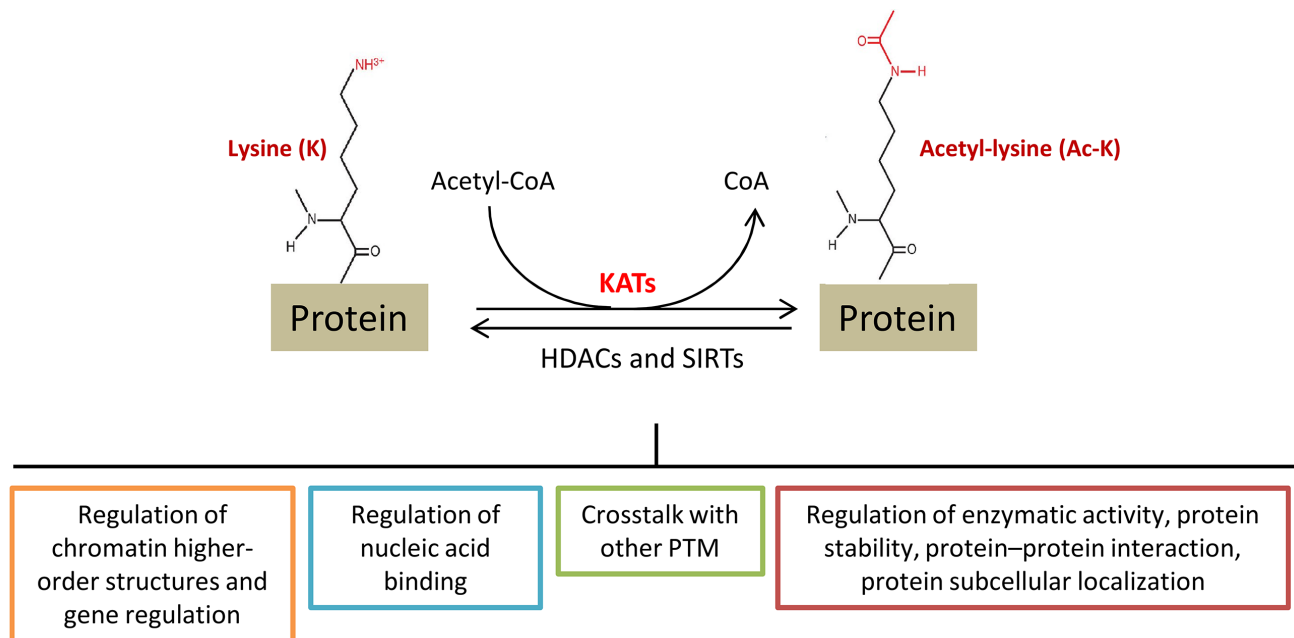 O
NH³⁺
N
H
Lysine (K)
Acetyl-lysine (Ac-K)
Acetyl-CoA
CoA
N
H
O
N
H
O
KATs
Protein
Protein
HDACs and SIRTs
Regulation of
chromatin higher-
order structures and
gene regulation
Regulation of
nucleic acid
binding
Crosstalk with
other PTM
Regulation of enzymatic activity, protein
stability, protein–protein interaction,
protein subcellular localization